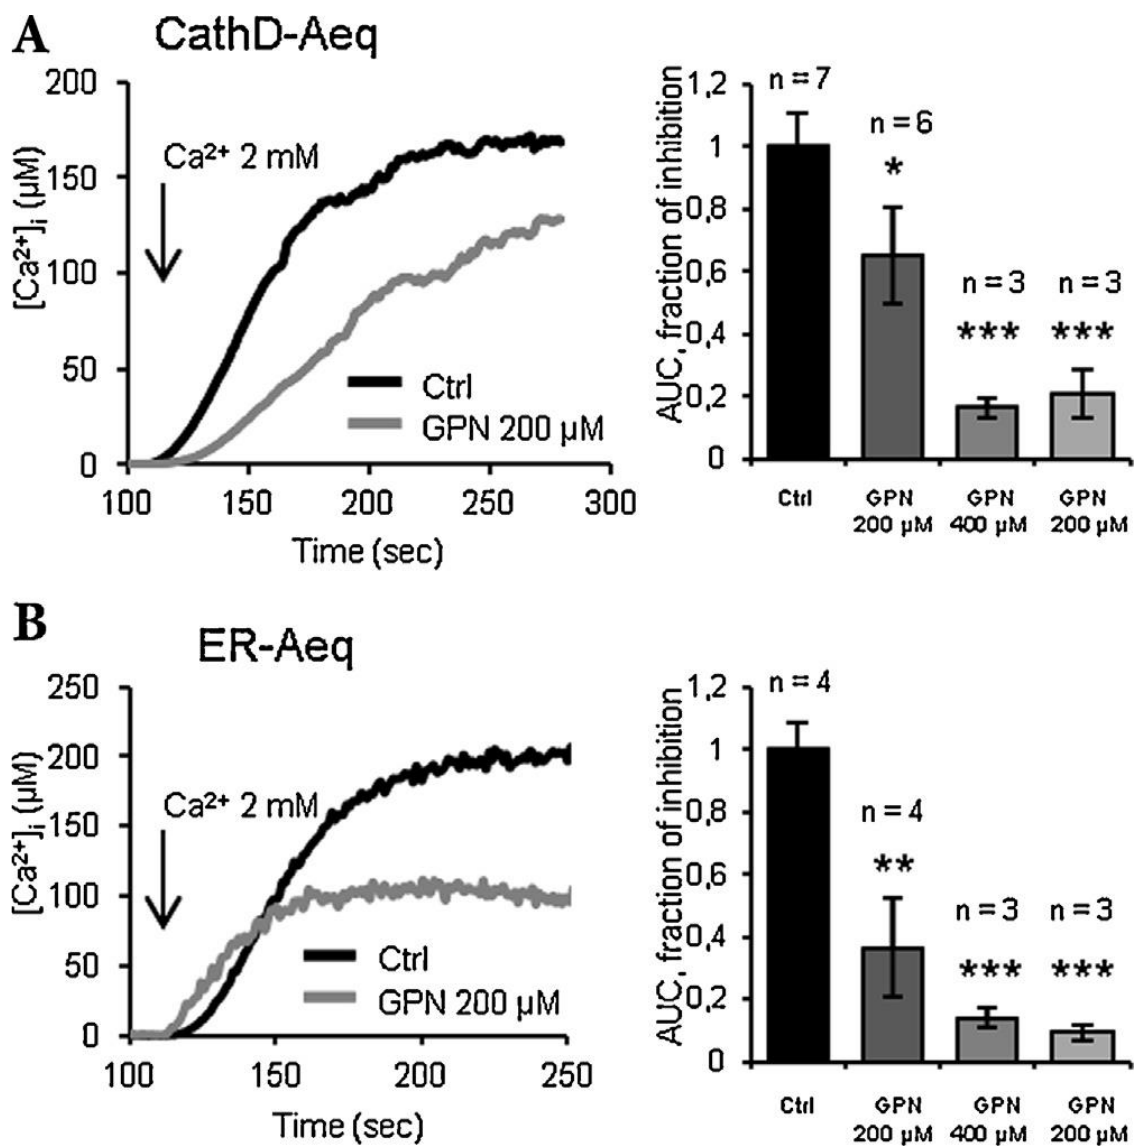 A
CathD-Aeq
200
150
100
50
0
[Ca²⁺]ᵢ (µM)
Ca²⁺ 2 mM
Ctrl
GPN 200 µM
100 150 200 250 300
Time (sec)
AUC, fraction of inhibition
1,2
1
0,8
0,6
0,4
0,2
0
n = 7
n = 6
*
n = 3
***
n = 3
***
Ctrl GPN GPN GPN
200 µM 400 µM 200 µM
B
ER-Aeq
250
200
150
100
50
0
[Ca²⁺]ᵢ (µM)
Ca²⁺ 2 mM
Ctrl
GPN 200 µM
100 150 200 250
Time (sec)
AUC, fraction of inhibition
1,2
1
0,8
0,6
0,4
0,2
0
n = 4
n = 4
**
n = 3
***
n = 3
***
Ctrl GPN GPN GPN
200 µM 400 µM 200 µM